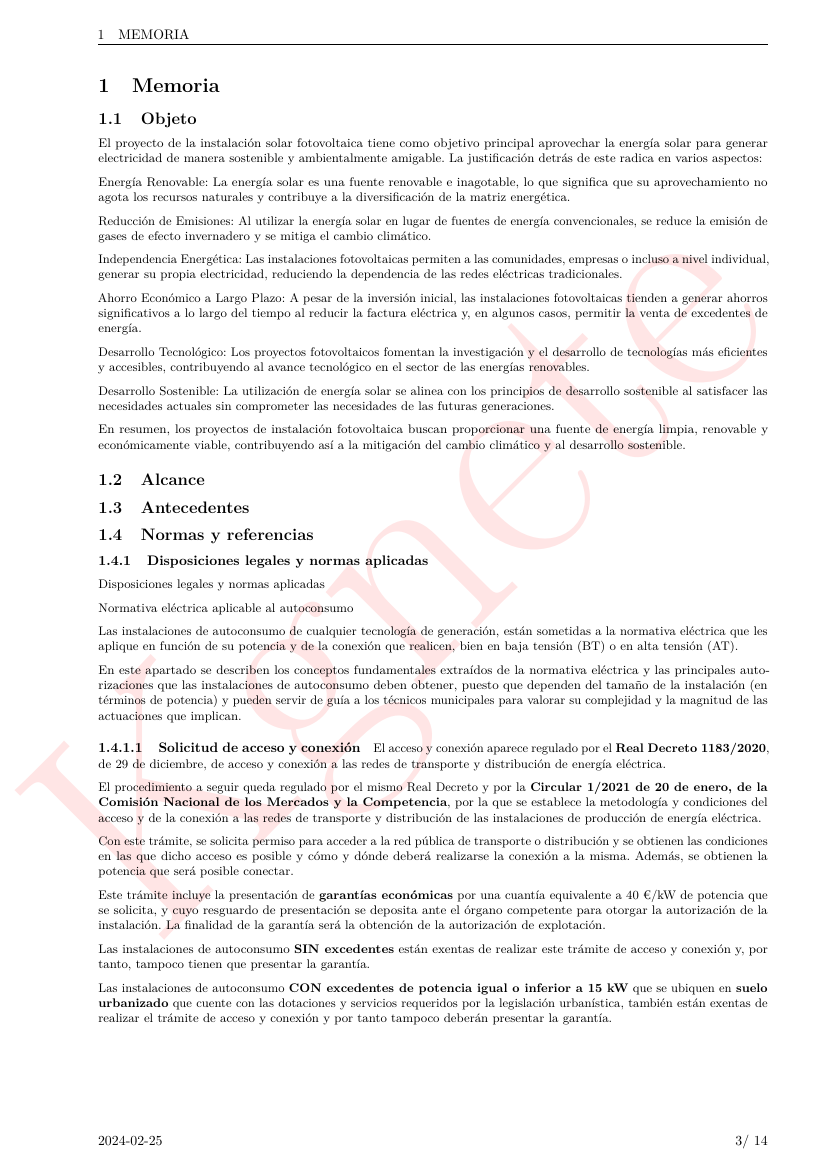 1 MEMORIA
1 Memoria
1.1 Objeto
El proyecto de la instalación solar fotovoltaica tiene como objetivo principal aprovechar la energía solar para generar
electricidad de manera sostenible y ambientalmente amigable. La justificación detrás de este radica en varios aspectos:
Energía Renovable: La energía solar es una fuente renovable e inagotable, lo que significa que su aprovechamiento no
agota los recursos naturales y contribuye a la diversificación de la matriz energética.
Reducción de Emisiones: Al utilizar la energía solar en lugar de fuentes de energía convencionales, se reduce la emisión de
gases de efecto invernadero y se mitiga el cambio climático.
Independencia Energética: Las instalaciones fotovoltaicas permiten a las comunidades, empresas o incluso a nivel individual,
generar su propia electricidad, reduciendo la dependencia de las redes eléctricas tradicionales.
Ahorro Económico a Largo Plazo: A pesar de la inversión inicial, las instalaciones fotovoltaicas tienden a generar ahorros
significativos a lo largo del tiempo al reducir la factura eléctrica y, en algunos casos, permitir la venta de excedentes de
energía.
Desarrollo Tecnológico: Los proyectos fotovoltaicos fomentan la investigación y el desarrollo de tecnologías más eficientes
y accesibles, contribuyendo al avance tecnológico en el sector de las energías renovables.
Desarrollo Sostenible: La utilización de energía solar se alinea con los principios de desarrollo sostenible al satisfacer las
necesidades actuales sin comprometer las necesidades de las futuras generaciones.
En resumen, los proyectos de instalación fotovoltaica buscan proporcionar una fuente de energía limpia, renovable y
económicamente viable, contribuyendo así a la mitigación del cambio climático y al desarrollo sostenible.
1.2 Alcance
1.3 Antecedentes
1.4 Normas y referencias
1.4.1 Disposiciones legales y normas aplicadas
Disposiciones legales y normas aplicadas
Normativa eléctrica aplicable al autoconsumo
Las instalaciones de autoconsumo de cualquier tecnología de generación, están sometidas a la normativa eléctrica que les
aplique en función de su potencia y de la conexión que realicen, bien en baja tensión (BT) o en alta tensión (AT).
En este apartado se describen los conceptos fundamentales extraídos de la normativa eléctrica y las principales auto-
rizaciones que las instalaciones de autoconsumo deben obtener, puesto que dependen del tamaño de la instalación (en
términos de potencia) y pueden servir de guía a los técnicos municipales para valorar su complejidad y la magnitud de las
actuaciones que implican.
1.4.1.1 Solicitud de acceso y conexión El acceso y conexión aparece regulado por el Real Decreto 1183/2020,
de 29 de diciembre, de acceso y conexión a las redes de transporte y distribución de energía eléctrica.
El procedimiento a seguir queda regulado por el mismo Real Decreto y por la Circular 1/2021 de 20 de enero, de la
Comisión Nacional de los Mercados y la Competencia, por la que se establece la metodología y condiciones del
acceso y de la conexión a las redes de transporte y distribución de las instalaciones de producción de energía eléctrica.
Con este trámite, se solicita permiso para acceder a la red pública de transporte o distribución y se obtienen las condiciones
en las que dicho acceso es posible y cómo y dónde deberá realizarse la conexión a la misma. Además, se obtienen la
potencia que será posible conectar.
Este trámite incluye la presentación de garantías económicas por una cuantía equivalente a 40 €/kW de potencia que
se solicita, y cuyo resguardo de presentación se deposita ante el órgano competente para otorgar la autorización de la
instalación. La finalidad de la garantía será la obtención de la autorización de explotación.
Las instalaciones de autoconsumo SIN excedentes están exentas de realizar este trámite de acceso y conexión y, por
tanto, tampoco tienen que presentar la garantía.
Las instalaciones de autoconsumo CON excedentes de potencia igual o inferior a 15 kW que se ubiquen en suelo
urbanizado que cuente con las dotaciones y servicios requeridos por la legislación urbanística, también están exentas de
realizar el trámite de acceso y conexión y por tanto tampoco deberán presentar la garantía.
Kgnete
2024-02-25
3/ 14